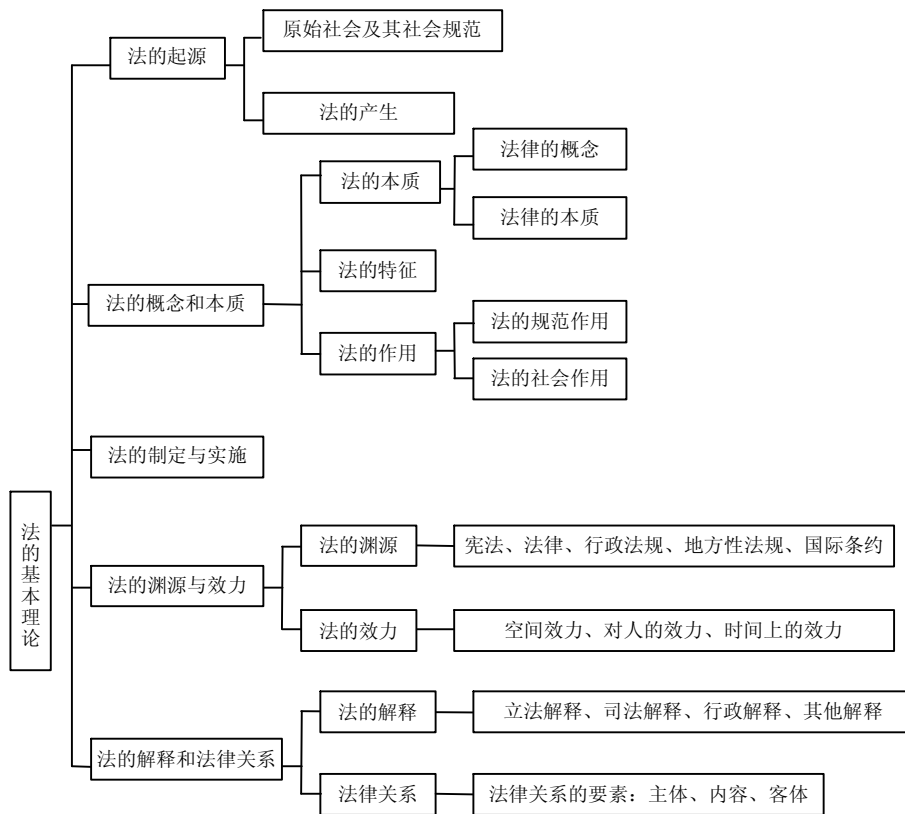 法的基本理论
法的起源
原始社会及其社会规范
法的产生
法的概念和本质
法的本质
法律的概念
法律的本质
法的特征
法的作用
法的规范作用
法的社会作用
法的制定与实施
法的渊源与效力
法的渊源
宪法、法律、行政法规、地方性法规、国际条约
法的效力
空间效力、对人的效力、时间上的效力
法的解释和法律关系
法的解释
立法解释、司法解释、行政解释、其他解释
法律关系
法律关系的要素：主体、内容、客体